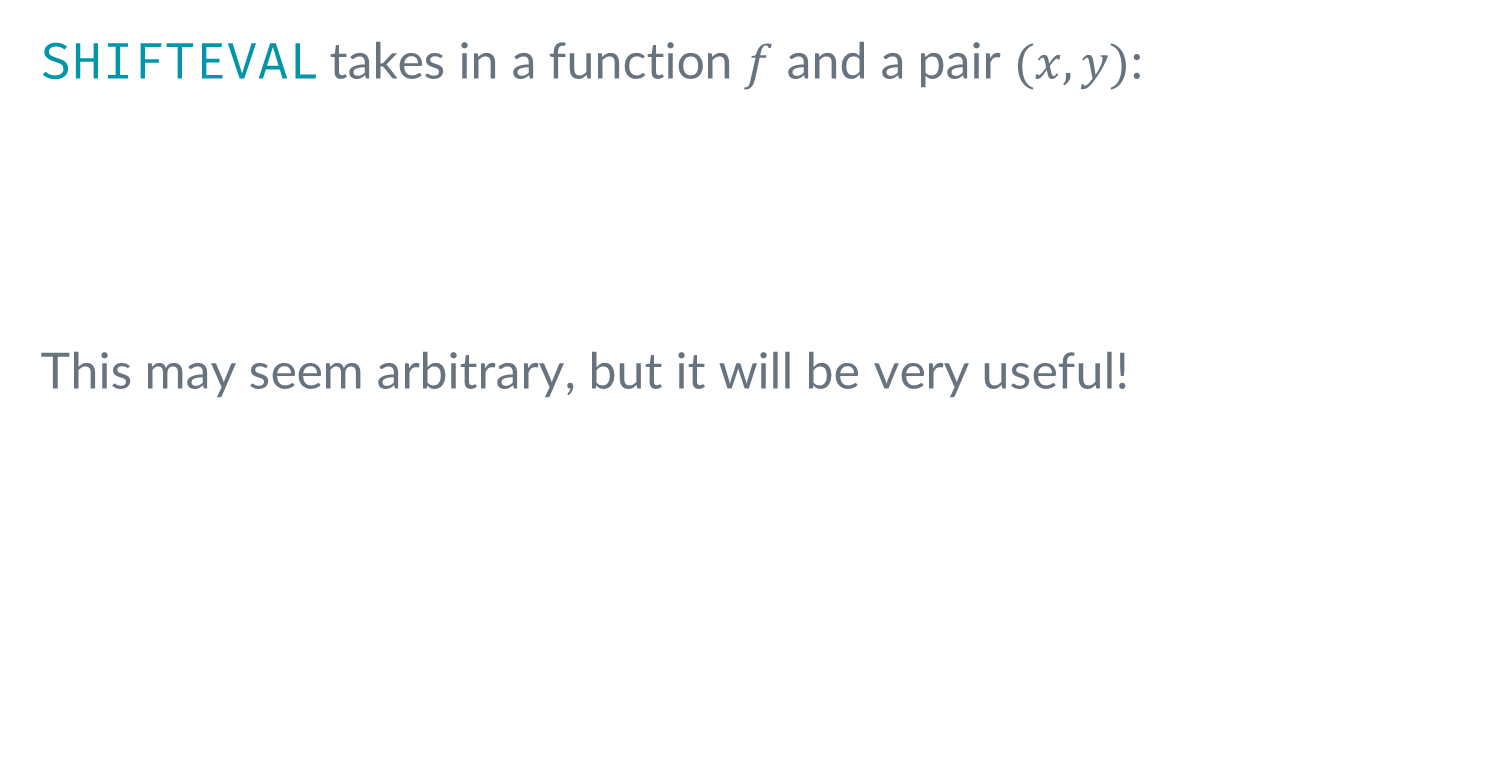 SHIFTEVAL takes in a function f and a pair (x, y):
This may seem arbitrary, but it will be very useful!